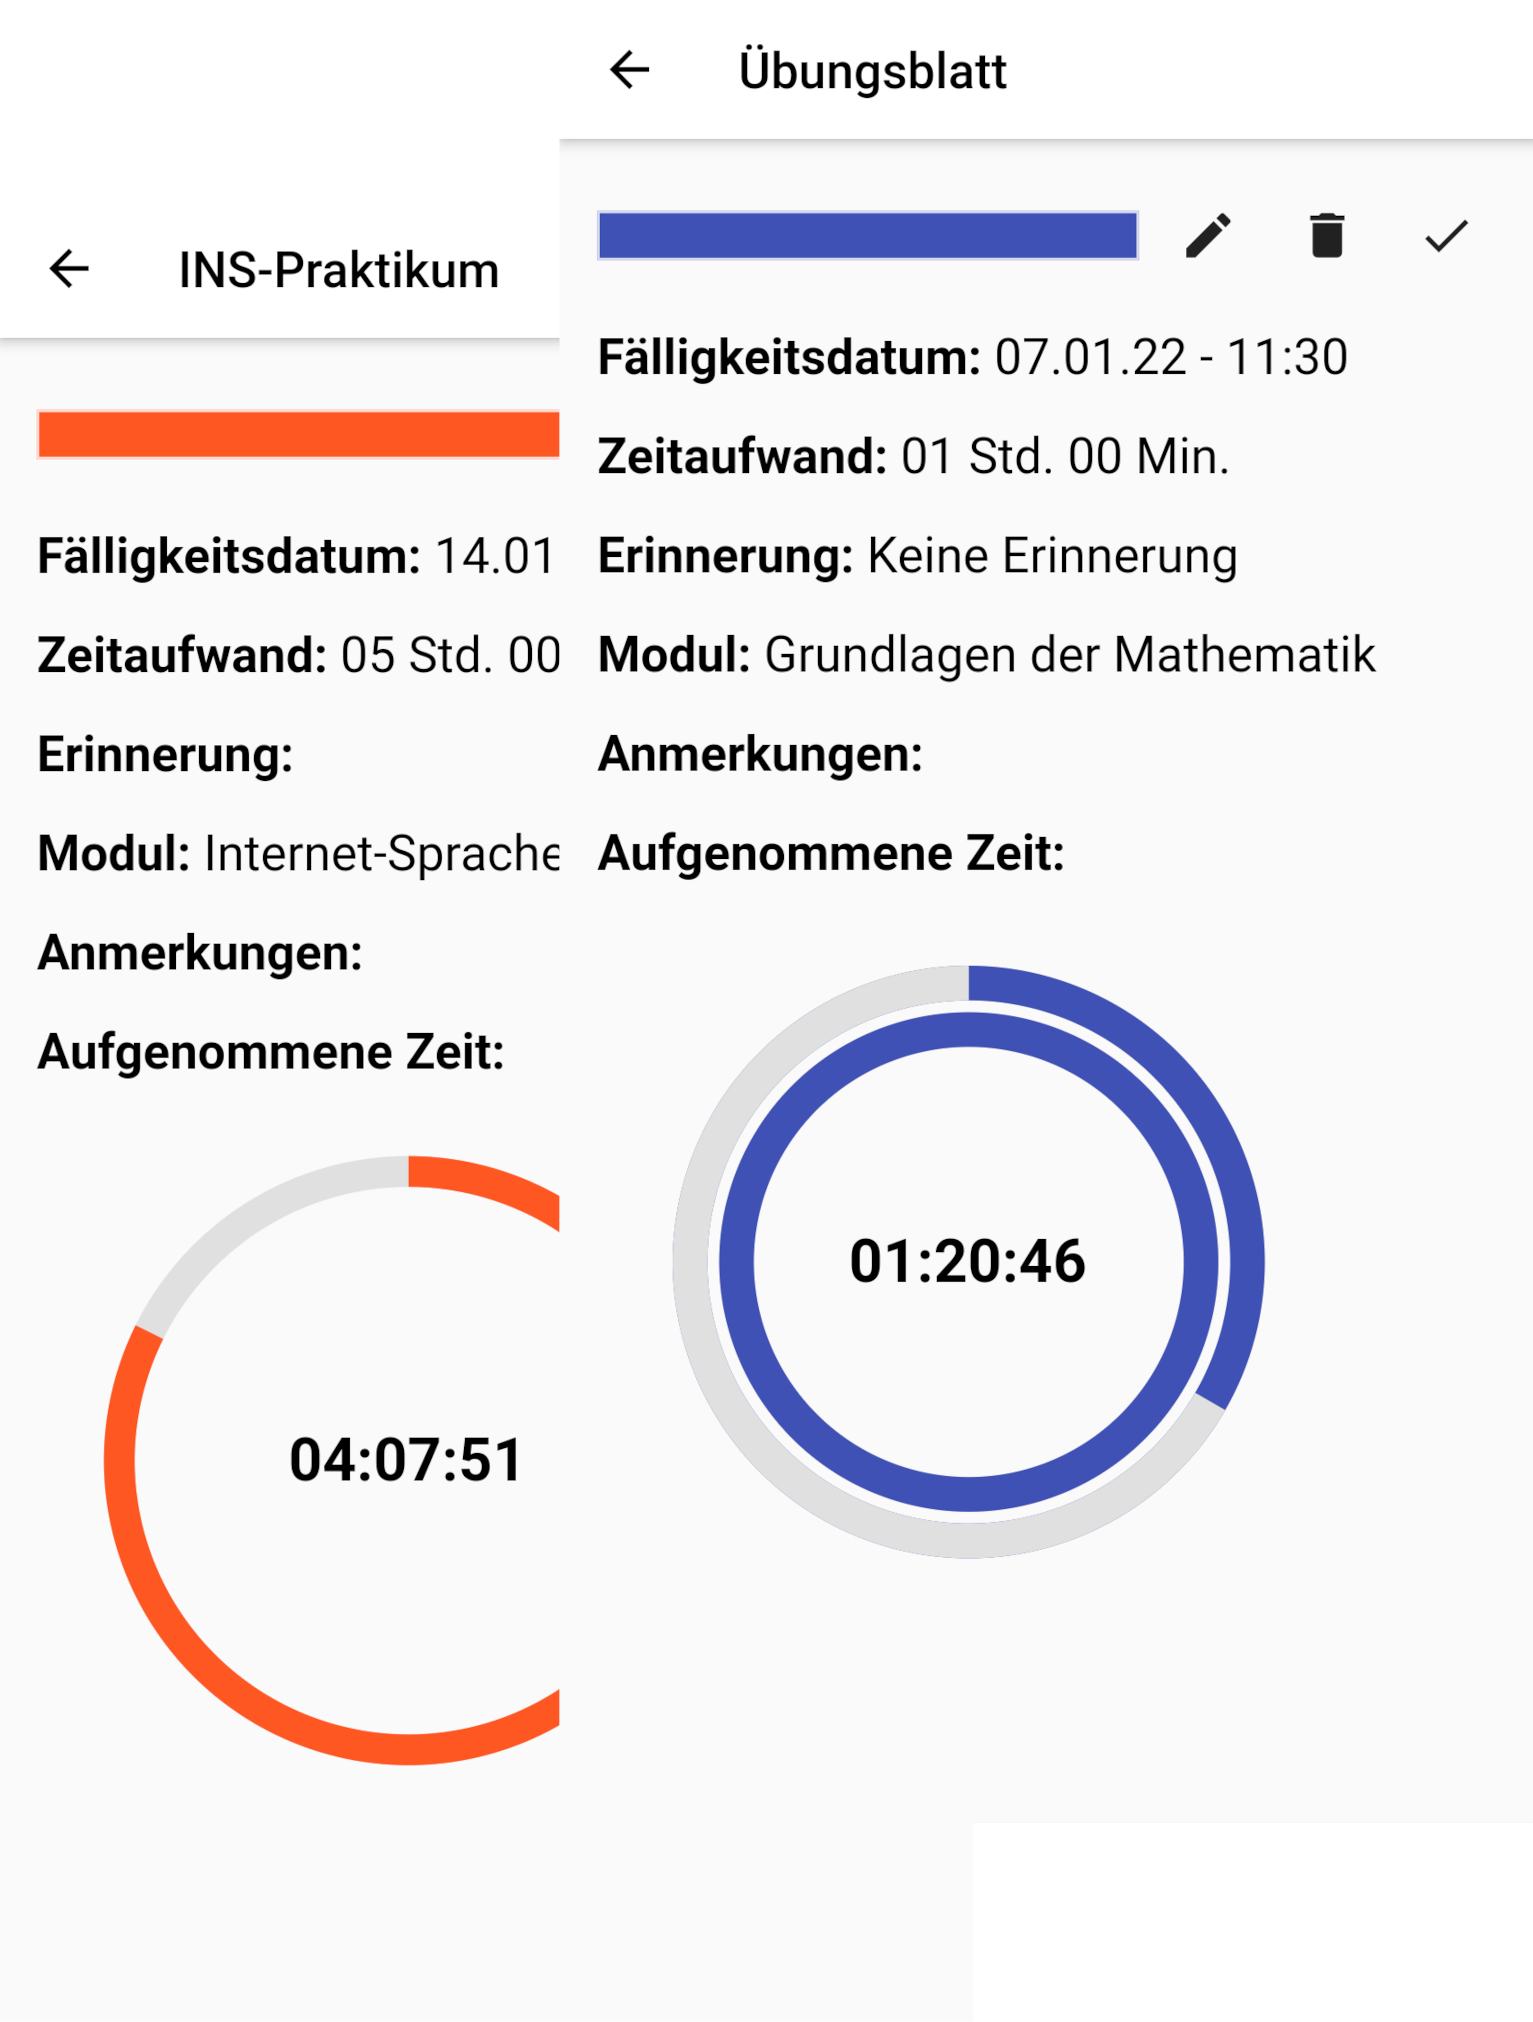 INS-Praktikum
Fälligkeitsdatum: 14.01
Zeitaufwand: 05 Std. 00
Erinnerung:
Modul: Internet-Sprache
Anmerkungen:
Aufgenommene Zeit:
04:07:51
Übungsblatt
Fälligkeitsdatum: 07.01.22 - 11:30
Zeitaufwand: 01 Std. 00 Min.
Erinnerung: Keine Erinnerung
Modul: Grundlagen der Mathematik
Anmerkungen:
Aufgenommene Zeit:
01:20:46